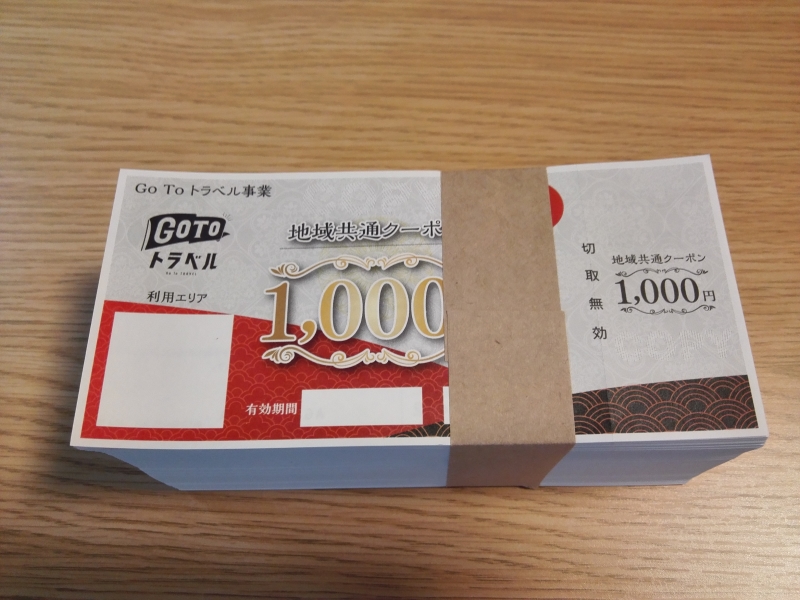 Go To トラベル事業
GOTO
トラベル
利用エリア
地域共通クーポ
1,000
有効期間
切取無効
地域共通クーポン
1,000円